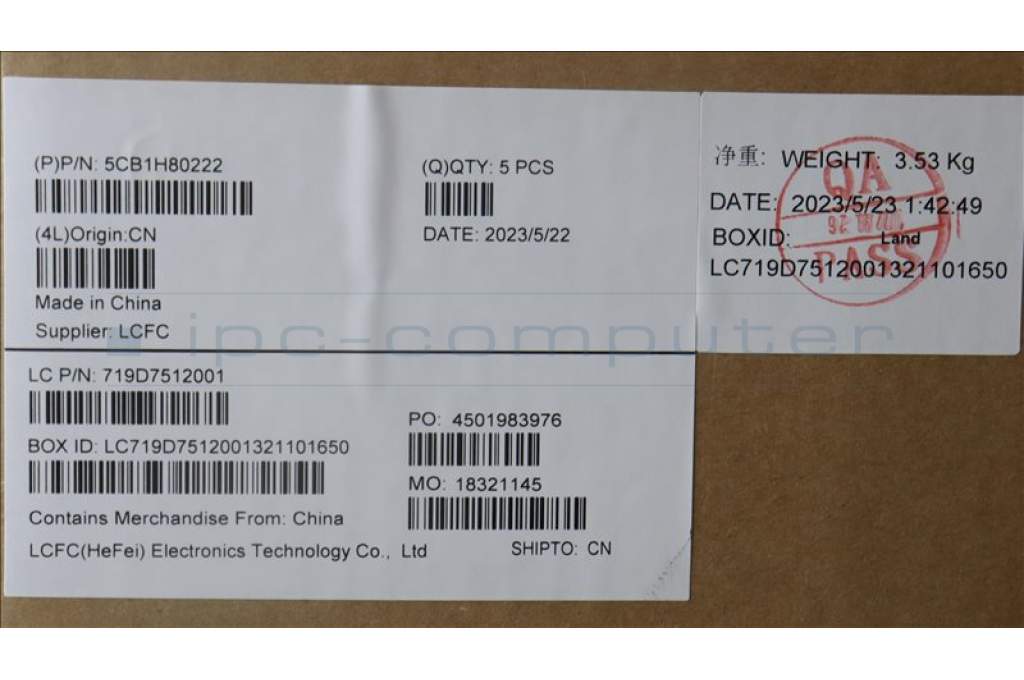 (P)P/N: 5CB1H80222
(Q)QTY: 5 PCS
(4L)Origin:CN
DATE: 2023/5/22
Made in China
Supplier: LCFC
净重: WEIGHT: 3.53 Kg
DATE: 2023/5/23 1:42:49
BOXID: Land
LC719D7512001321101650
QA
PASS
ipc-computer
LC P/N: 719D7512001
PO: 4501983976
BOX ID: LC719D7512001321101650
MO: 18321145
Contains Merchandise From: China
LCFC(HeFei) Electronics Technology Co., Ltd
SHIPTO: CN